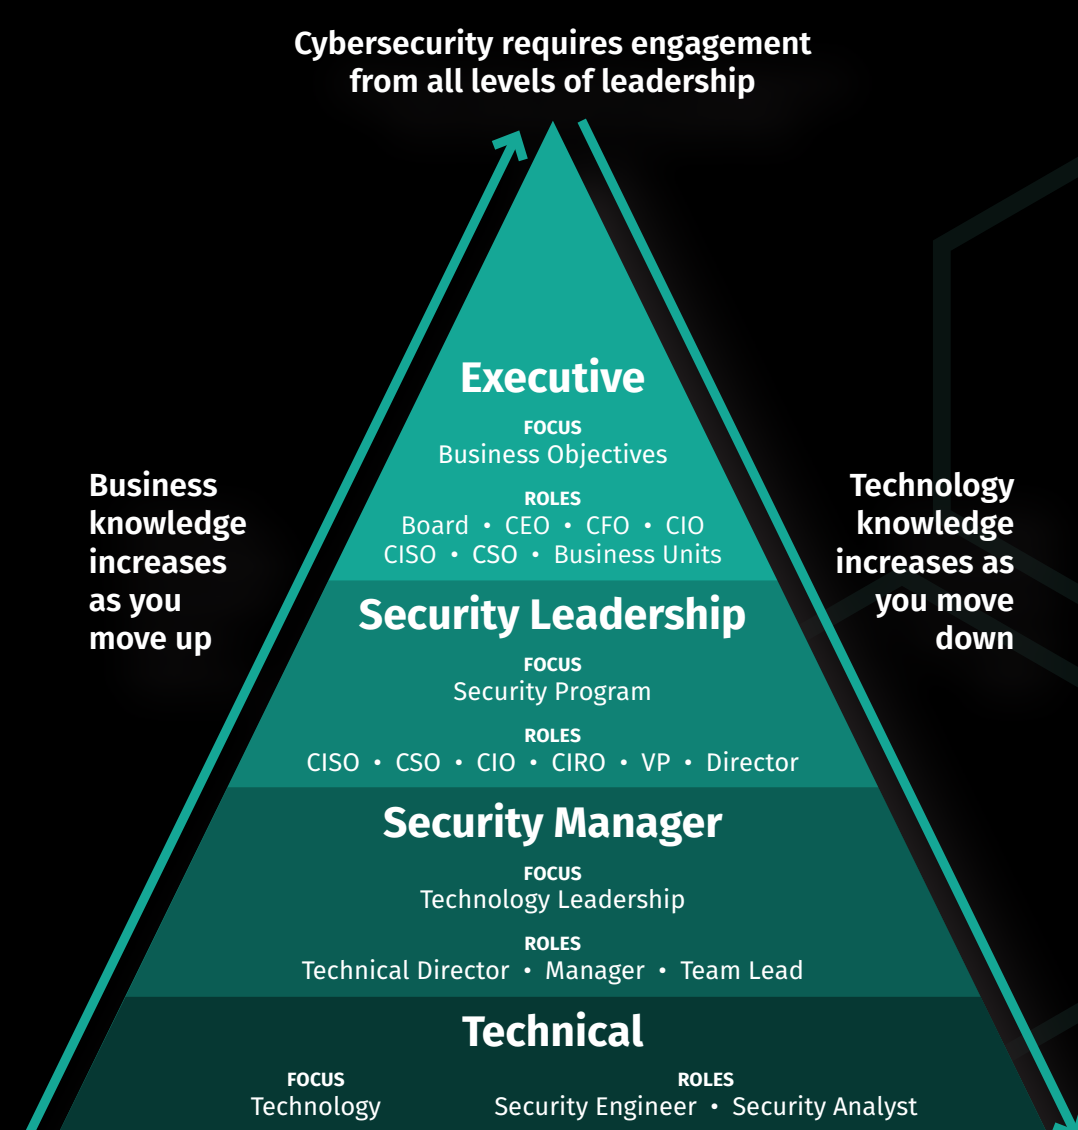 Cybersecurity requires engagement
from all levels of leadership
Executive
FOCUS
Business Objectives
ROLES
Board • CEO • CFO • CIO
CISO • CSO • Business Units
Business
knowledge
increases
as you
move up
Technology
knowledge
increases as
you move
down
Security Leadership
FOCUS
Security Program
ROLES
CISO • CSO • CIO • CIRO • VP • Director
Security Manager
FOCUS
Technology Leadership
ROLES
Technical Director • Manager • Team Lead
Technical
FOCUS
Technology
ROLES
Security Engineer • Security Analyst